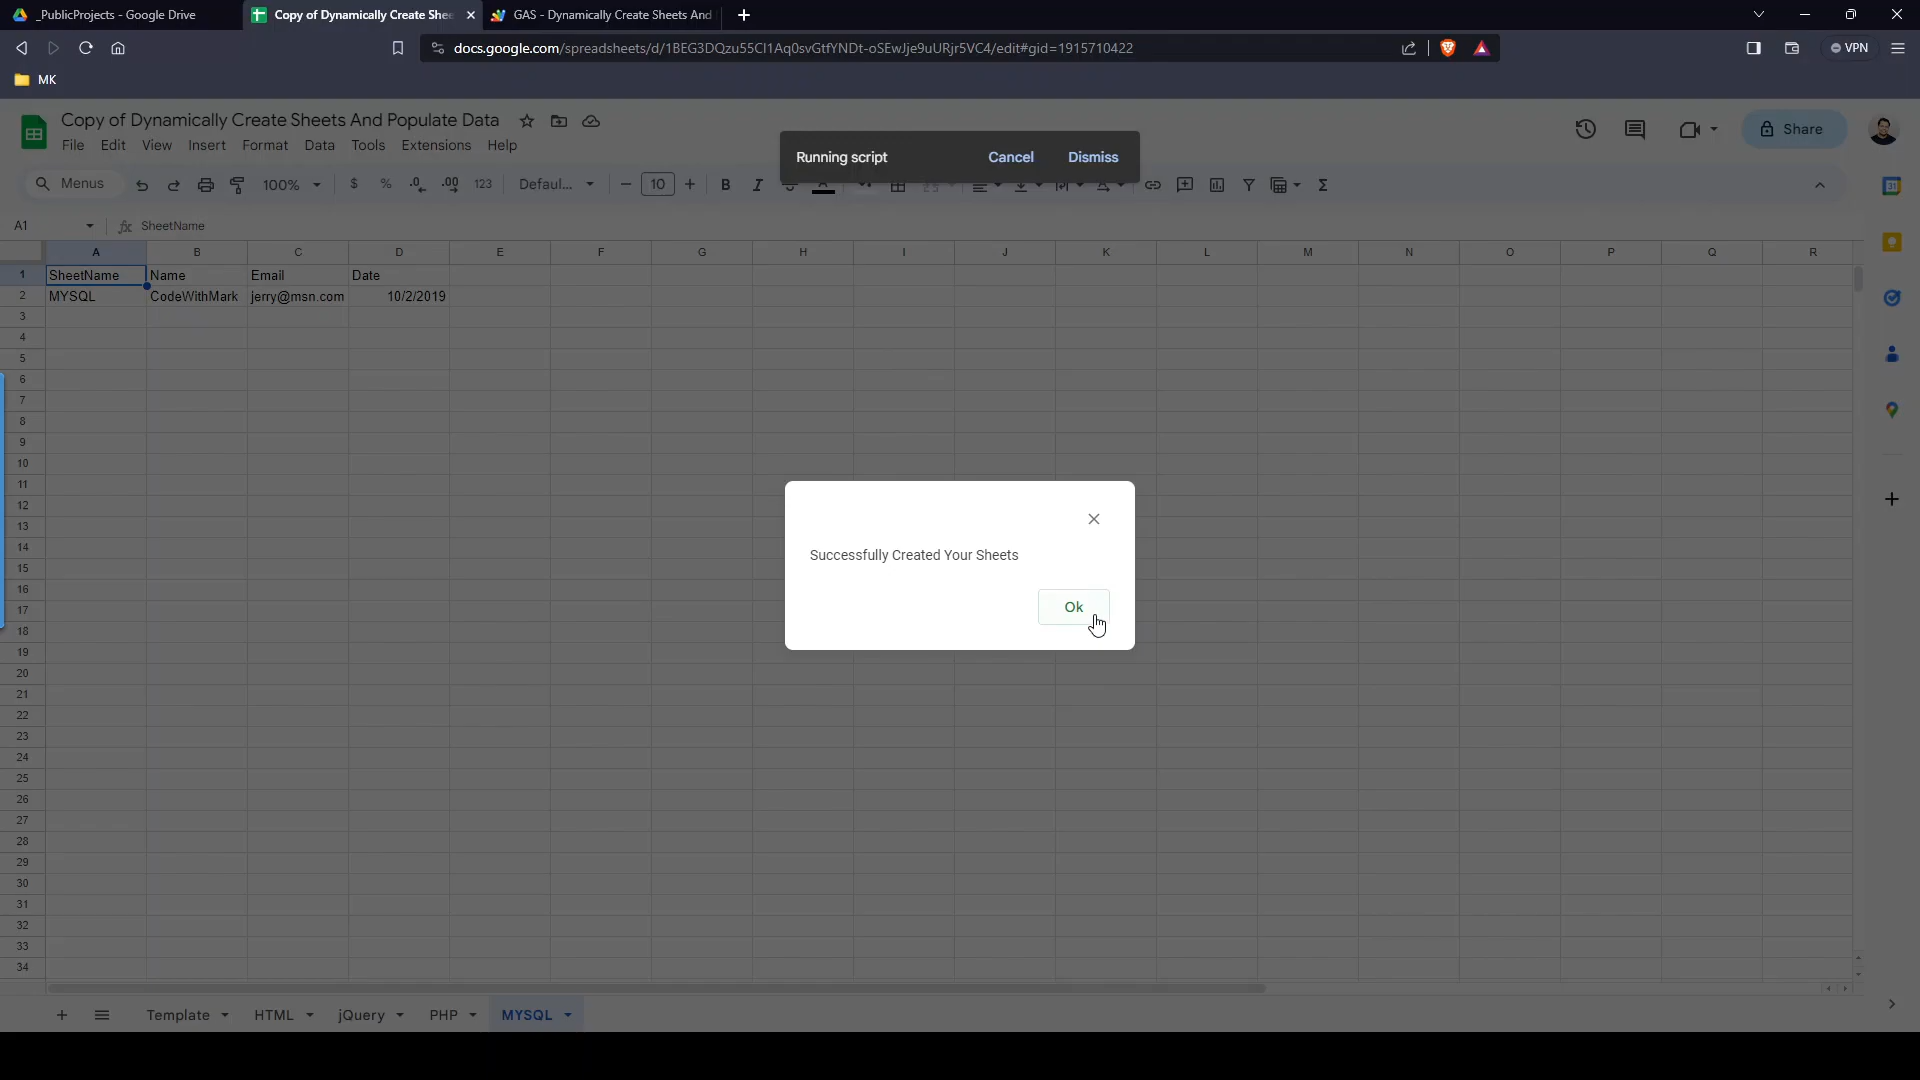 _PublicProjects - Google Drive
Copy of Dynamically Create She
GAS - Dynamically Create Sheets And
docs.google.com/spreadsheets/d/1BEG3DQzu55CI1Aq0svGtfYNDt-oSEwJje9uURjr5VC4/edit#gid=1915710422
VPN
MK
Copy of Dynamically Create Sheets And Populate Data
File Edit View Insert Format Data Tools Extensions Help
Share
Running script Cancel Dismiss
Menus 100% $ % .0 .00 123 Defaul... 10 B I
A1 SheetName
A B C D E F G H I J K L M N O P Q R
1 SheetName Name Email Date
2 MYSQL CodeWithMark jerry@msn.com 10/2/2019
3
4
5
6
7
8
9
10
11
12
13
14
15
16
17
18
19
20
21
22
23
24
25
26
27
28
29
30
31
32
33
34
Successfully Created Your Sheets
Ok
Template HTML jQuery PHP MYSQL
31